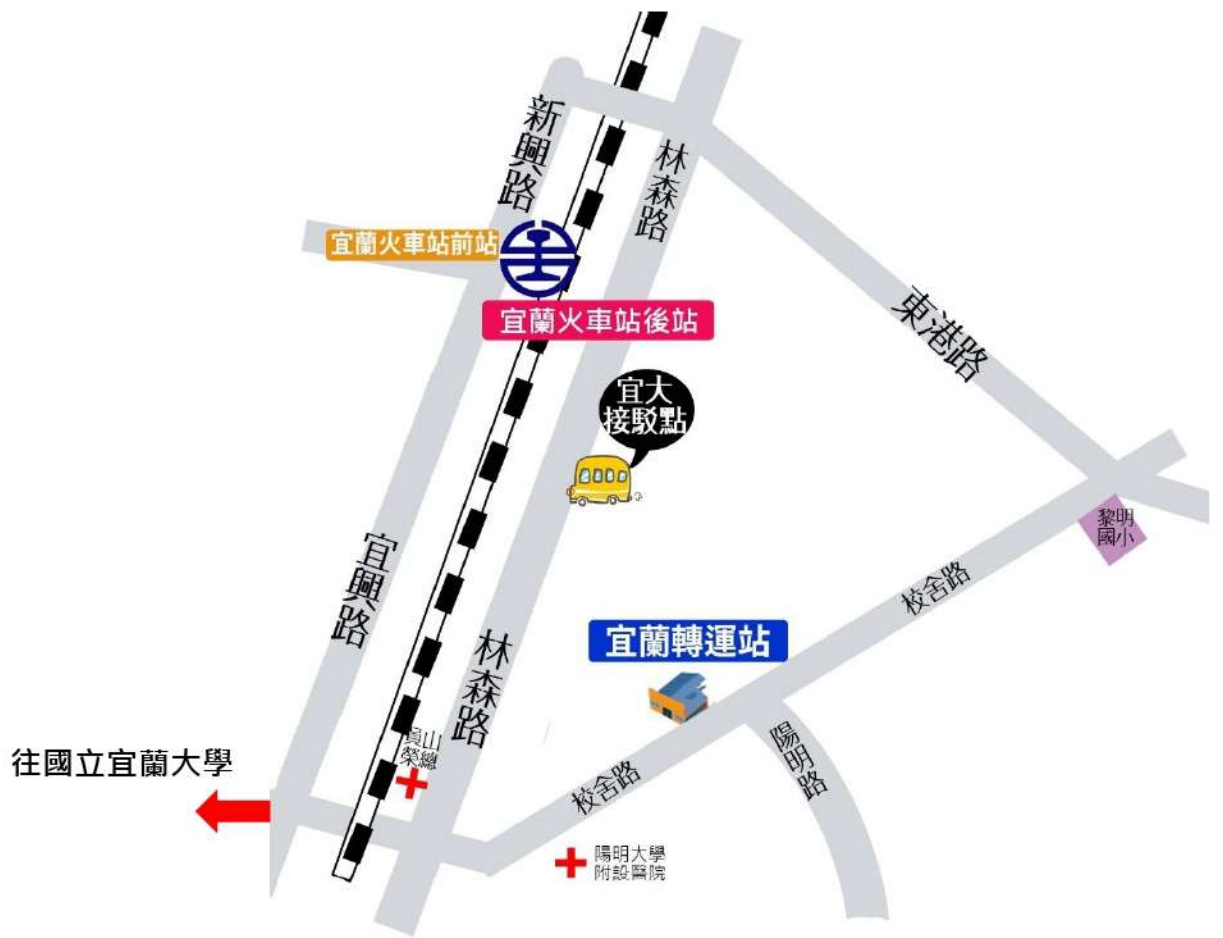 新興路
林森路
宜蘭火車站前站
宜蘭火車站後站
東港路
宜大
接駁點
黎明
國小
宜興路
校舍路
宜蘭轉運站
林森路
員山
榮總
陽明路
往國立宜蘭大學
校舍路
陽明大學
附設醫院